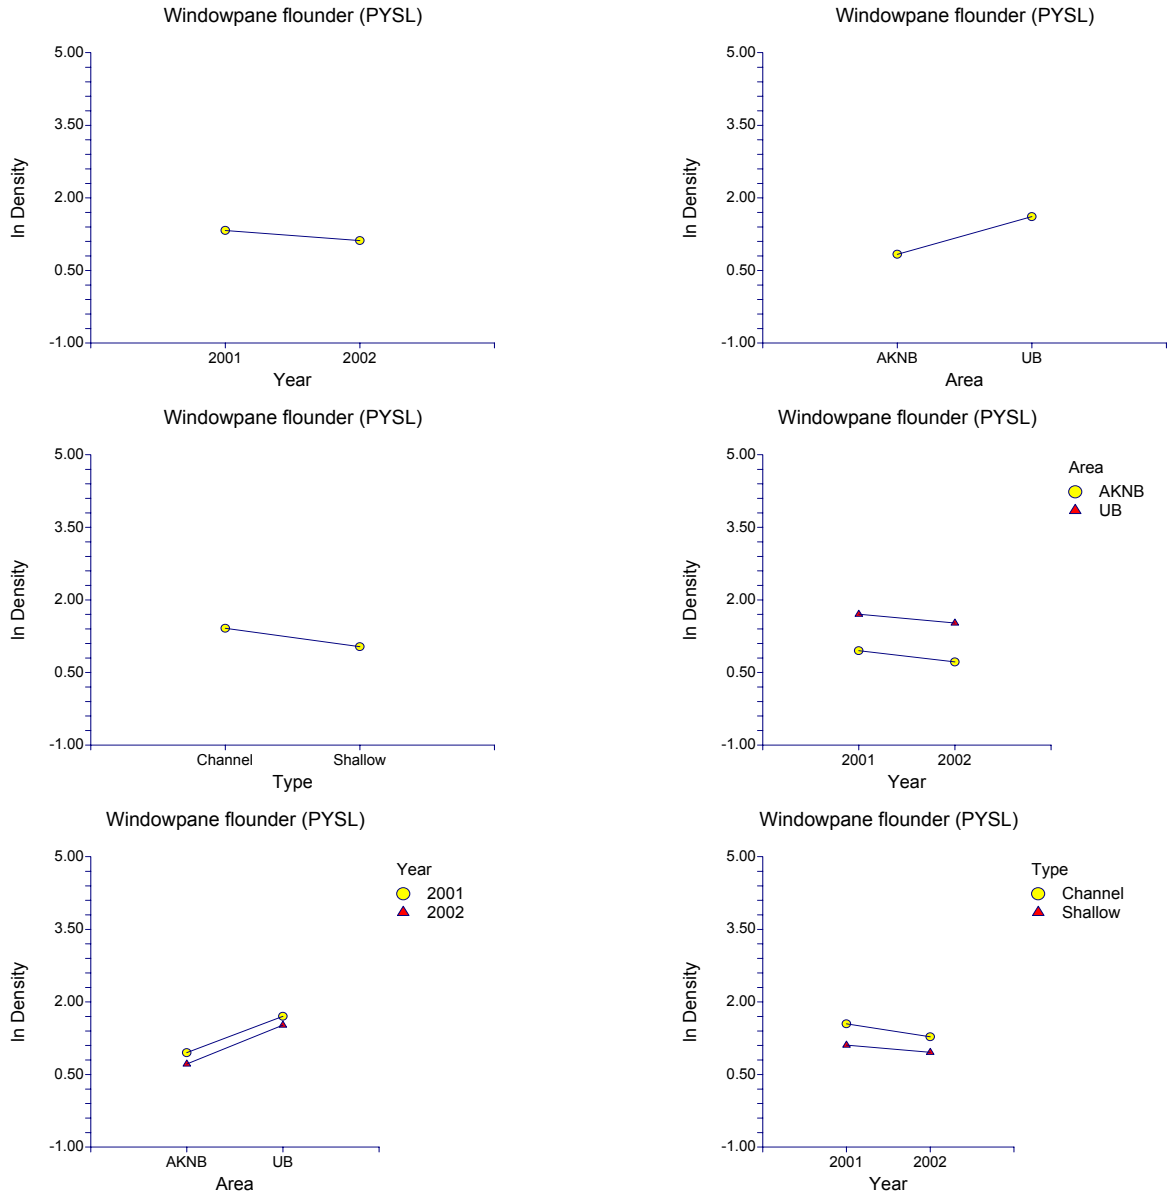 Windowpane flounder (PYSL)
5.00
3.50
2.00
0.50
-1.00
ln Density
2001 2002
Year
Windowpane flounder (PYSL)
5.00
3.50
2.00
0.50
-1.00
ln Density
AKNB UB
Area
Windowpane flounder (PYSL)
5.00
3.50
2.00
0.50
-1.00
ln Density
Channel Shallow
Type
Windowpane flounder (PYSL)
5.00
3.50
2.00
0.50
-1.00
ln Density
2001 2002
Year
Area
AKNB
UB
Windowpane flounder (PYSL)
5.00
3.50
2.00
0.50
-1.00
ln Density
AKNB UB
Area
Year
2001
2002
Windowpane flounder (PYSL)
5.00
3.50
2.00
0.50
-1.00
ln Density
2001 2002
Year
Type
Channel
Shallow